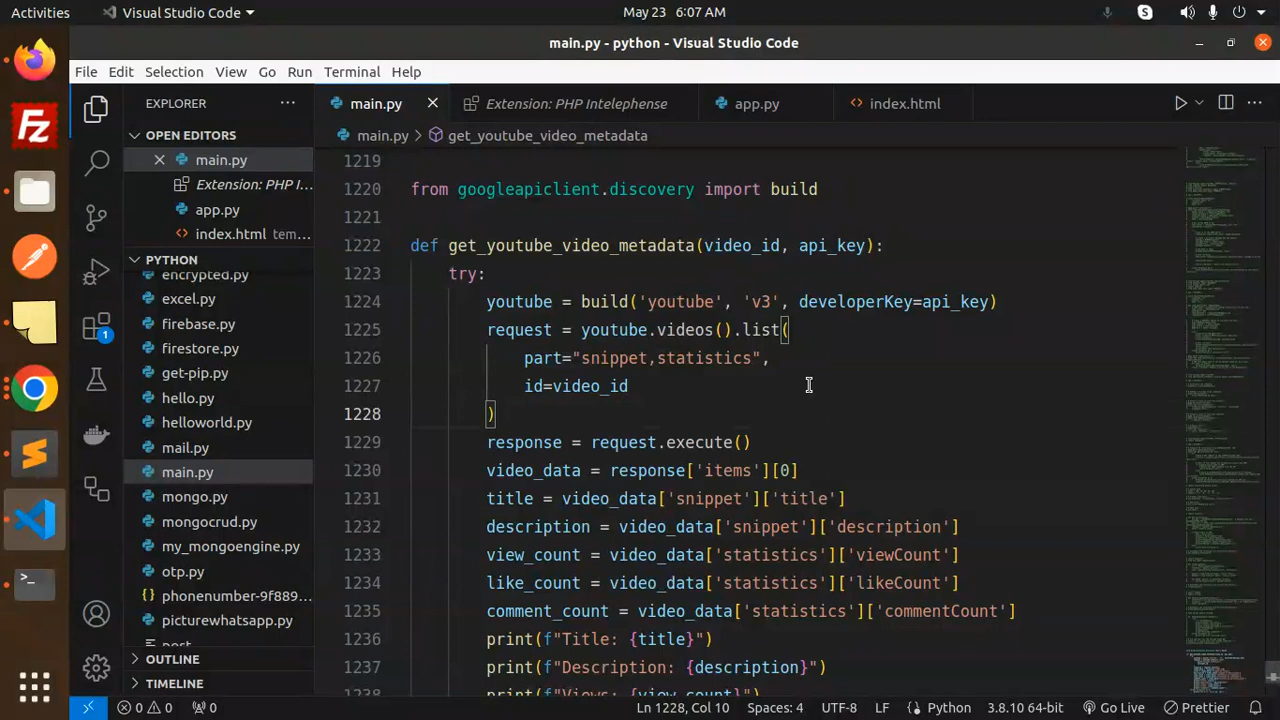 Activities
Visual Studio Code
May 23 6:07 AM
main.py - python - Visual Studio Code
File Edit Selection View Go Run Terminal Help
EXPLORER
main.py
Extension: PHP Intelephense
app.py
index.html
OPEN EDITORS
main.py > get_youtube_video_metadata
main.py
Extension: PHP I...
app.py
index.html tem...
PYTHON
encrypted.py
excel.py
firebase.py
firestore.py
get-pip.py
hello.py
helloworld.py
mail.py
main.py
mongo.py
mongocrud.py
my_mongoengine.py
otp.py
phonenumber-9f889...
picturewhatsapp.py
post
OUTLINE
TIMELINE
1219
1220 from googleapiclient.discovery import build
1221
1222 def get_youtube_video_metadata(video_id, api_key):
1223 try:
1224 youtube = build('youtube', 'v3', developerKey=api_key)
1225 request = youtube.videos().list(
1226 part="snippet,statistics",
1227 id=video_id
1228 )
1229 response = request.execute()
1230 video_data = response['items'][0]
1231 title = video_data['snippet']['title']
1232 description = video_data['snippet']['description']
1233 view_count = video_data['statistics']['viewCount']
1234 like_count = video_data['statistics']['likeCount']
1235 comment_count = video_data['statistics']['commentCount']
1236 print(f"Title: {title}")
1237 print(f"Description: {description}")
1238 print(f"Views: {view_count}")
0 0 0
Ln 1228, Col 10 Spaces: 4 UTF-8 LF Python 3.8.10 64-bit Go Live Prettier